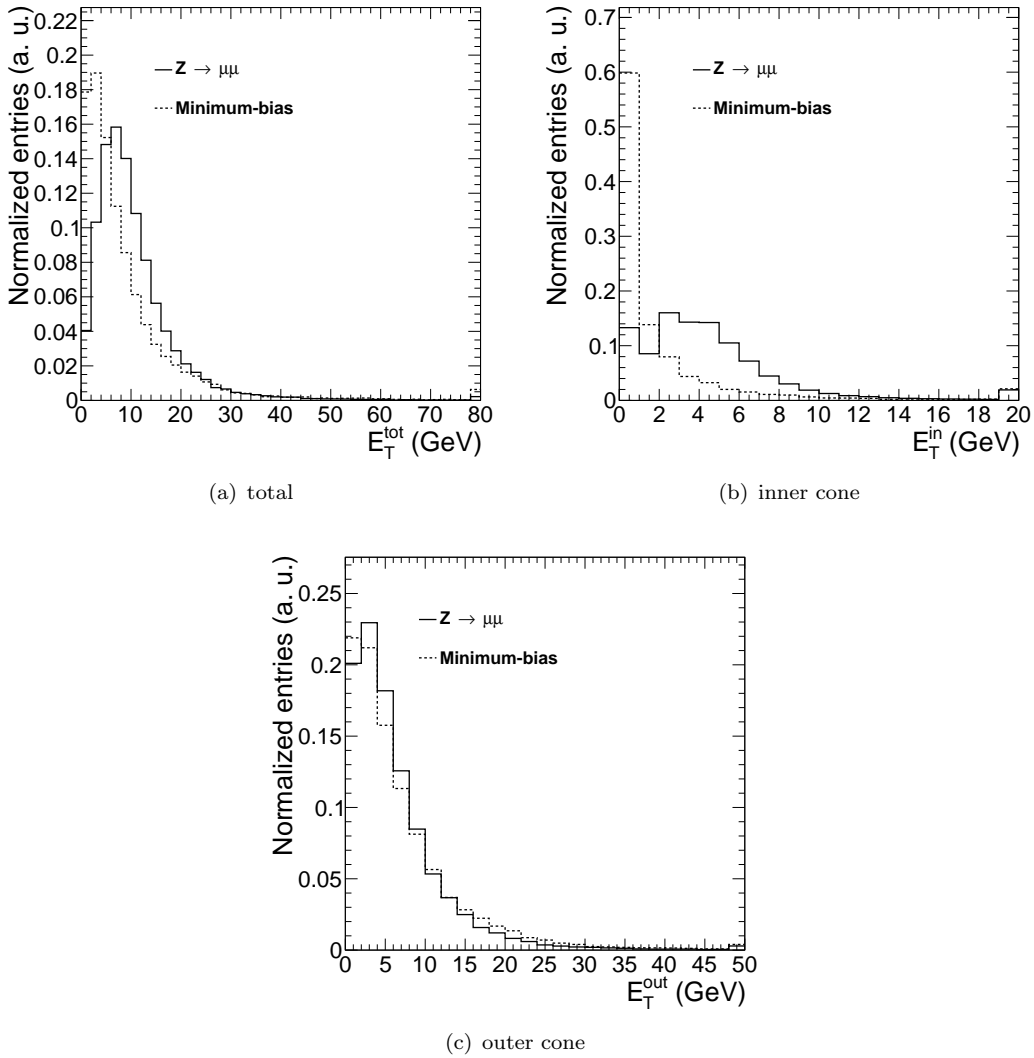 Normalized entries (a. u.)
0.22
0.2
0.18
0.16
0.14
0.12
0.1
0.08
0.06
0.04
0.02
0
Z → μμ
Minimum-bias
0 10 20 30 40 50 60 70 80
E_T^tot (GeV)
(a) total
Normalized entries (a. u.)
0.7
0.6
0.5
0.4
0.3
0.2
0.1
0
Z → μμ
Minimum-bias
0 2 4 6 8 10 12 14 16 18 20
E_T^in (GeV)
(b) inner cone
Normalized entries (a. u.)
0.25
0.2
0.15
0.1
0.05
0
Z → μμ
Minimum-bias
0 5 10 15 20 25 30 35 40 45 50
E_T^out (GeV)
(c) outer cone